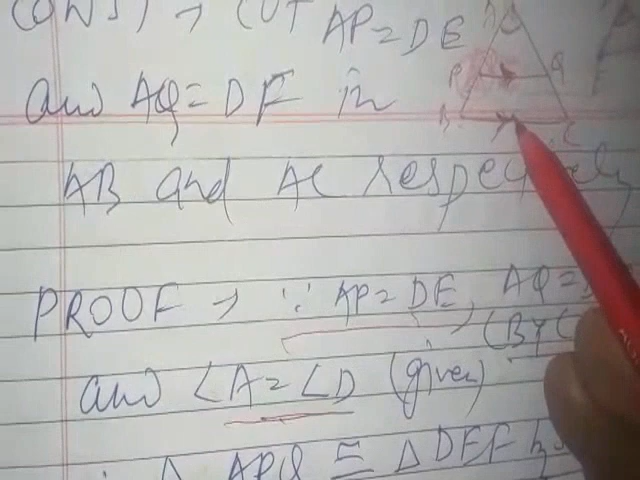 CONST → CUT AP=DE
and AQ=DF in
AB and AC respectively
PROOF → ∵ AP=DE, AQ=
(BY C
and ∠A=∠D (given)
∴ Δ APQ ≅ Δ DEF
A
P Q
B C